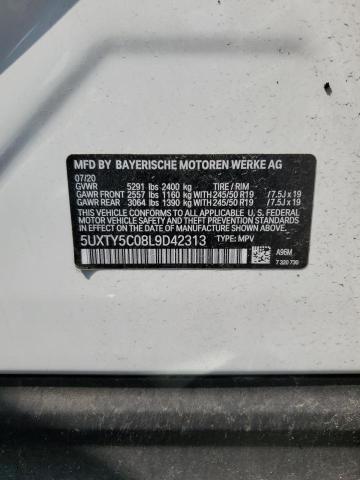 MFD BY BAYERISCHE MOTOREN WERKE AG
07/20
GVWR 5291 lbs 2400 kg TIRE / RIM
GAWR FRONT 2557 lbs 1160 kg WITH 245/50 R19 / 7.5J x 19
GAWR REAR 3064 lbs 1390 kg WITH 245/50 R19 / 7.5J x 19
THIS VEHICLE CONFORMS TO ALL APPLICABLE
U.S. FEDERAL MOTOR VEHICLE SAFETY AND
THEFT PREVENTION STANDARDS IN EFFECT ON
THE DATE OF MANUFACTURE SHOWN ABOVE.
5UXTY5C08L9D42313 TYPE: MPV
A96M
7 320 730